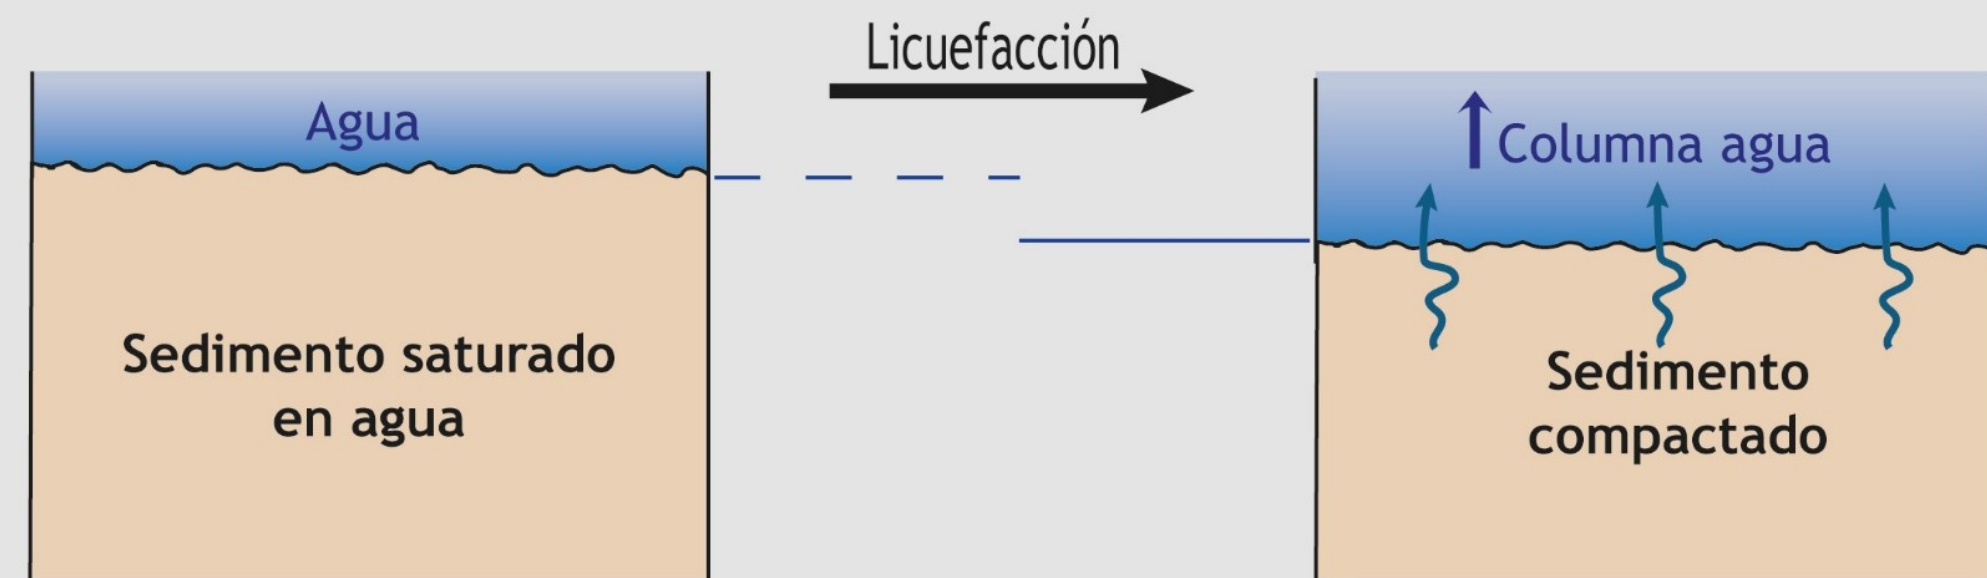 Licuefacción
Agua
Columna agua
Sedimento saturado
en agua
Sedimento
compactado